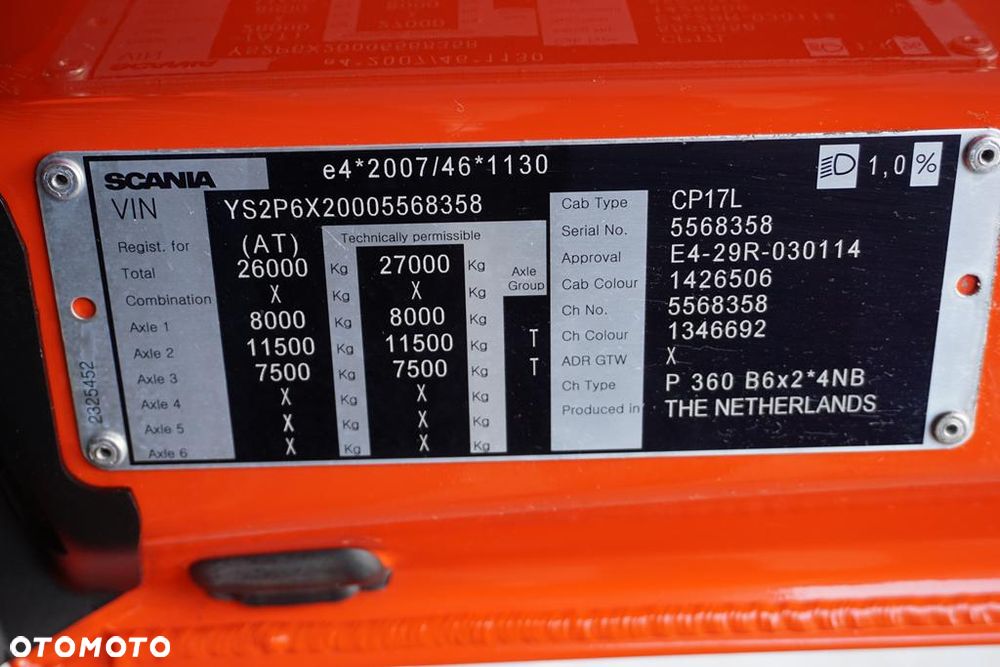 SCANIA e4*2007/46*1130 1,0 %
VIN YS2P6X20005568358
Regist. for (AT) Technically permissible
Total 26000 Kg 27000 Kg Axle Group
Combination X Kg X Kg
Axle 1 8000 Kg 8000 Kg
Axle 2 11500 Kg 11500 Kg T
Axle 3 7500 Kg 7500 Kg T
Axle 4 X Kg X Kg
Axle 5 X Kg X Kg
Axle 6 X Kg X Kg
Cab Type CP17L
Serial No. 5568358
Approval E4-29R-030114
Cab Colour 1426506
Ch No. 5568358
Ch Colour 1346692
ADR GTW X
Ch Type P 360 B6x2*4NB
Produced in THE NETHERLANDS
2325452
OTOMOTO